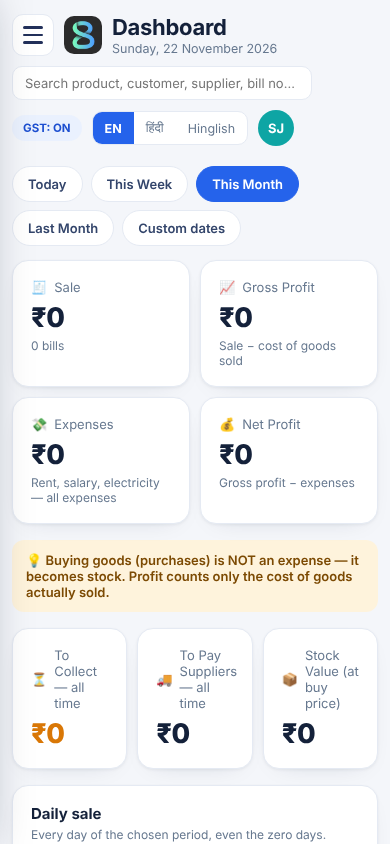 Dashboard
Sunday, 22 November 2026
Search product, customer, supplier, bill no...
GST: ON
EN
हिंदी
Hinglish
SJ
Today
This Week
This Month
Last Month
Custom dates
🧾 Sale
₹0
0 bills
📈 Gross Profit
₹0
Sale − cost of goods
sold
💸 Expenses
₹0
Rent, salary, electricity
— all expenses
💰 Net Profit
₹0
Gross profit − expenses
💡 Buying goods (purchases) is NOT an expense — it
becomes stock. Profit counts only the cost of goods
actually sold.
⏳ To
Collect
— all
time
₹0
🚚 To Pay
Suppliers
— all
time
₹0
📦 Stock
Value (at
buy
price)
₹0
Daily sale
Every day of the chosen period, even the zero days.